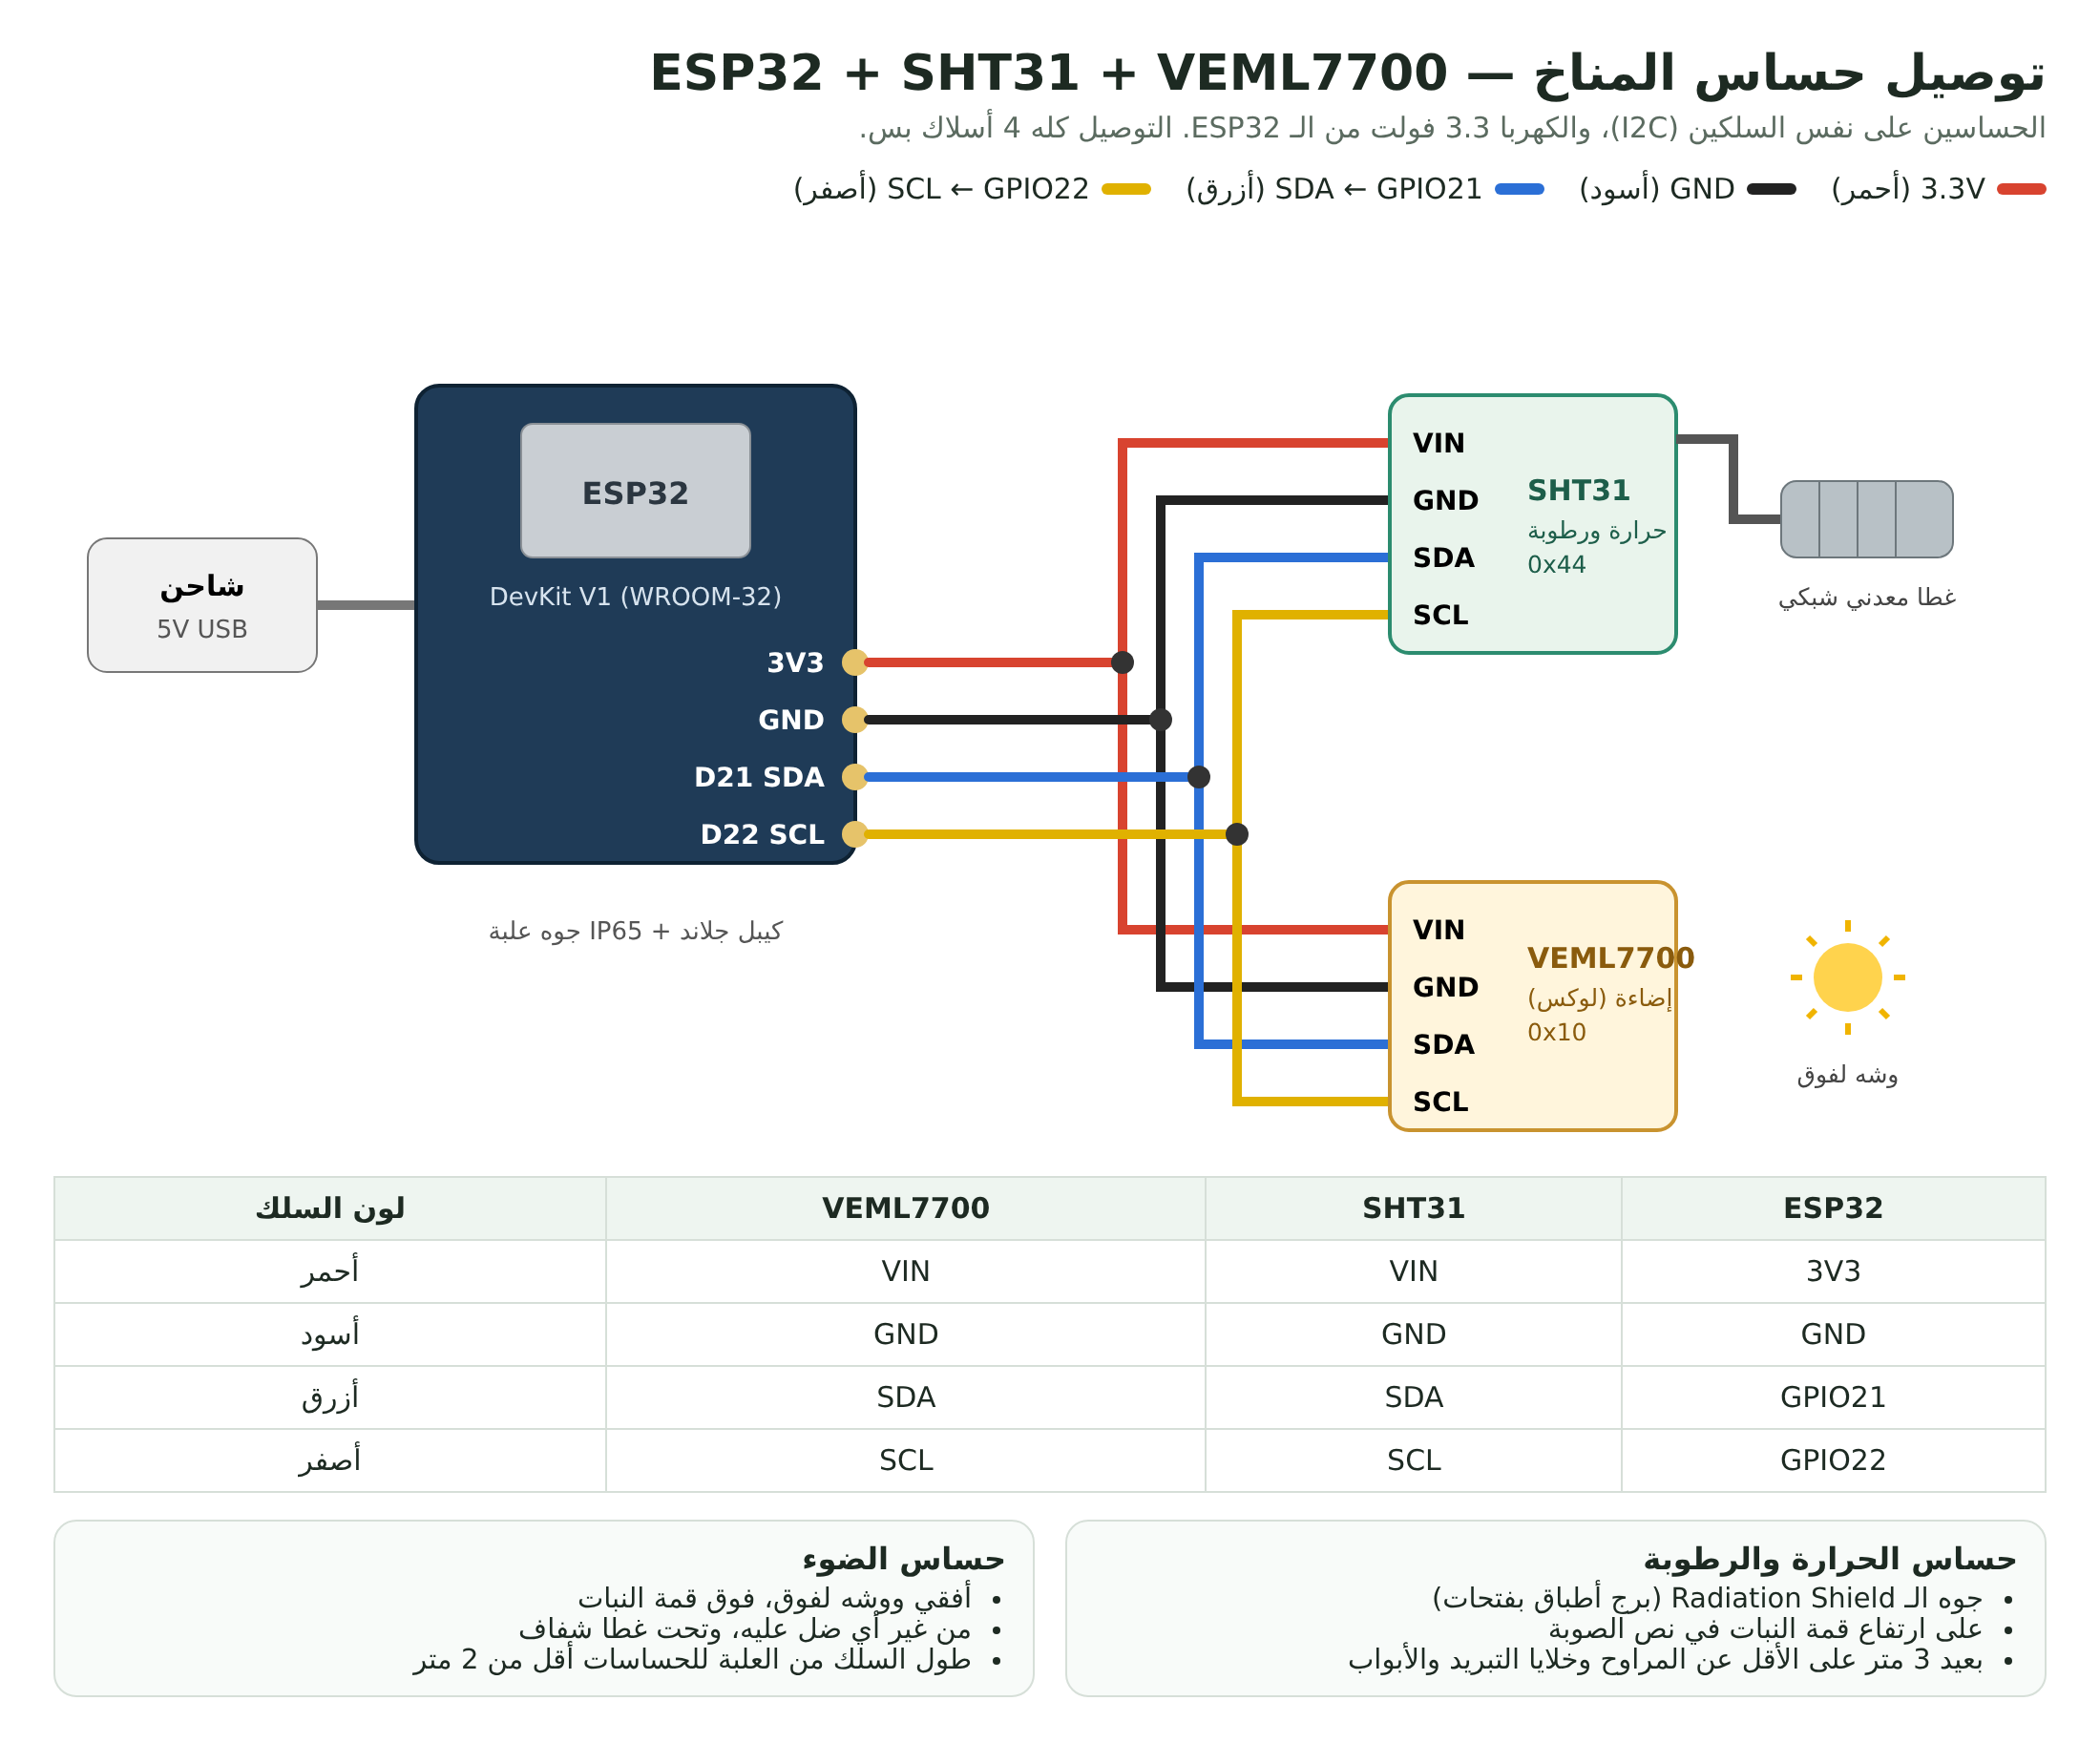 توصيل حساس المناخ — ESP32 + SHT31 + VEML7700
الحساسين على نفس السلكين (I2C)، والكهربا 3.3 فولت من الـ ESP32. التوصيل كله 4 أسلاك بس.
3.3V (أحمر)
GND (أسود)
SDA ← GPIO21 (أزرق)
SCL ← GPIO22 (أصفر)
شاحن
5V USB
ESP32
DevKit V1 (WROOM-32)
3V3
GND
D21 SDA
D22 SCL
كيبل جلاند + IP65 جوه علبة
VIN
GND
SDA
SCL
SHT31
حرارة ورطوبة
0x44
غطا معدني شبكي
VIN
GND
SDA
SCL
VEML7700
إضاءة (لوكس)
0x10
وشه لفوق
ESP32 SHT31 VEML7700 لون السلك
3V3 VIN VIN أحمر
GND GND GND أسود
GPIO21 SDA SDA أزرق
GPIO22 SCL SCL أصفر
حساس الحرارة والرطوبة
• جوه الـ Radiation Shield (برج أطباق بفتحات)
• على ارتفاع قمة النبات في نص الصوبة
• بعيد 3 متر على الأقل عن المراوح وخلايا التبريد والأبواب
حساس الضوء
• أفقي ووشه لفوق، فوق قمة النبات
• من غير أي ضل عليه، وتحت غطا شفاف
• طول السلك من العلبة للحساسات أقل من 2 متر